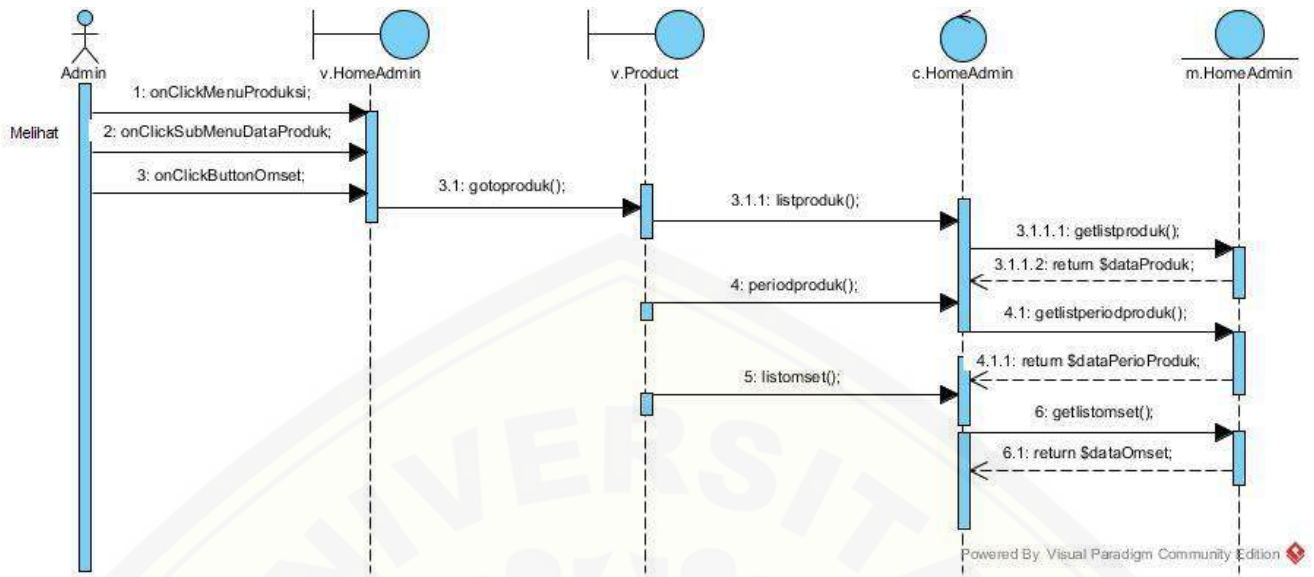 Admin
v.HomeAdmin
v.Product
c.HomeAdmin
m.HomeAdmin
1: onClickMenuProduksi;
Melihat
2: onClickSubMenuDataProduk;
3: onClickButtonOmset;
3.1: gotoproduk();
3.1.1: listproduk();
3.1.1.1: getlistproduk();
3.1.1.2: return $dataProduk;
4: periodproduk();
4.1: getlistperiodproduk();
4.1.1: return $dataPerioProduk;
5: listomset();
6: getlistomset();
6.1: return $dataOmset;
UNIVERSITA
Powered By Visual Paradigm Community Edition